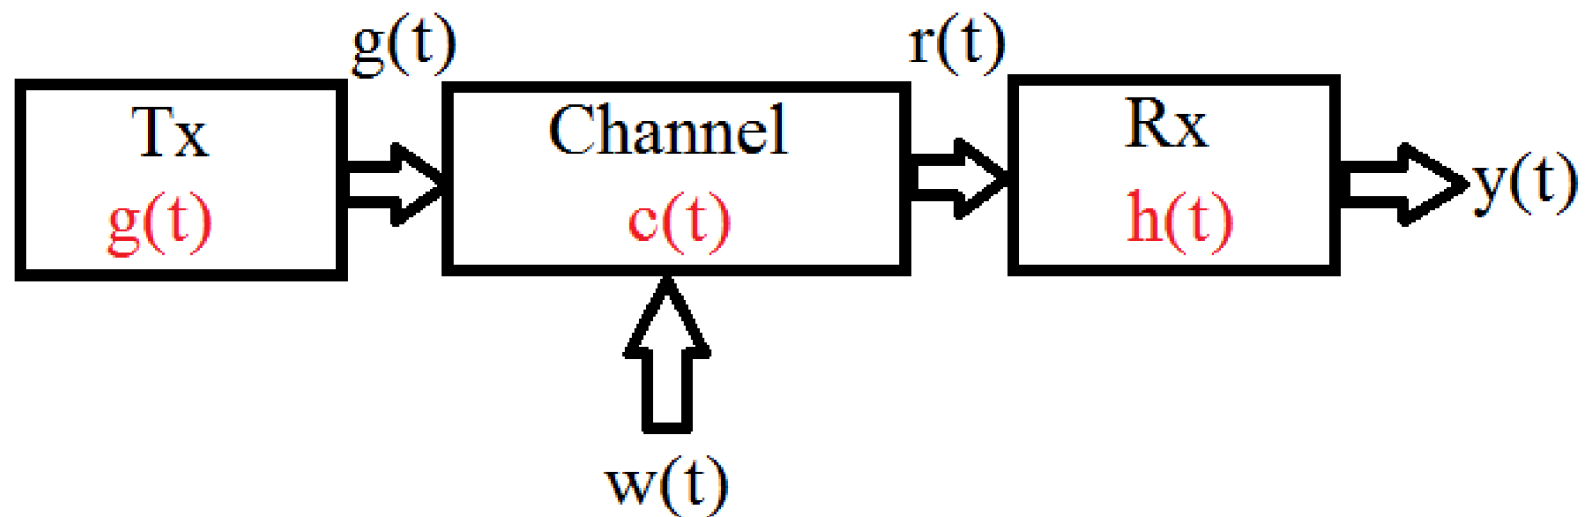 g(t) r(t)
Tx Channel Rx
g(t) c(t) h(t) y(t)
w(t)